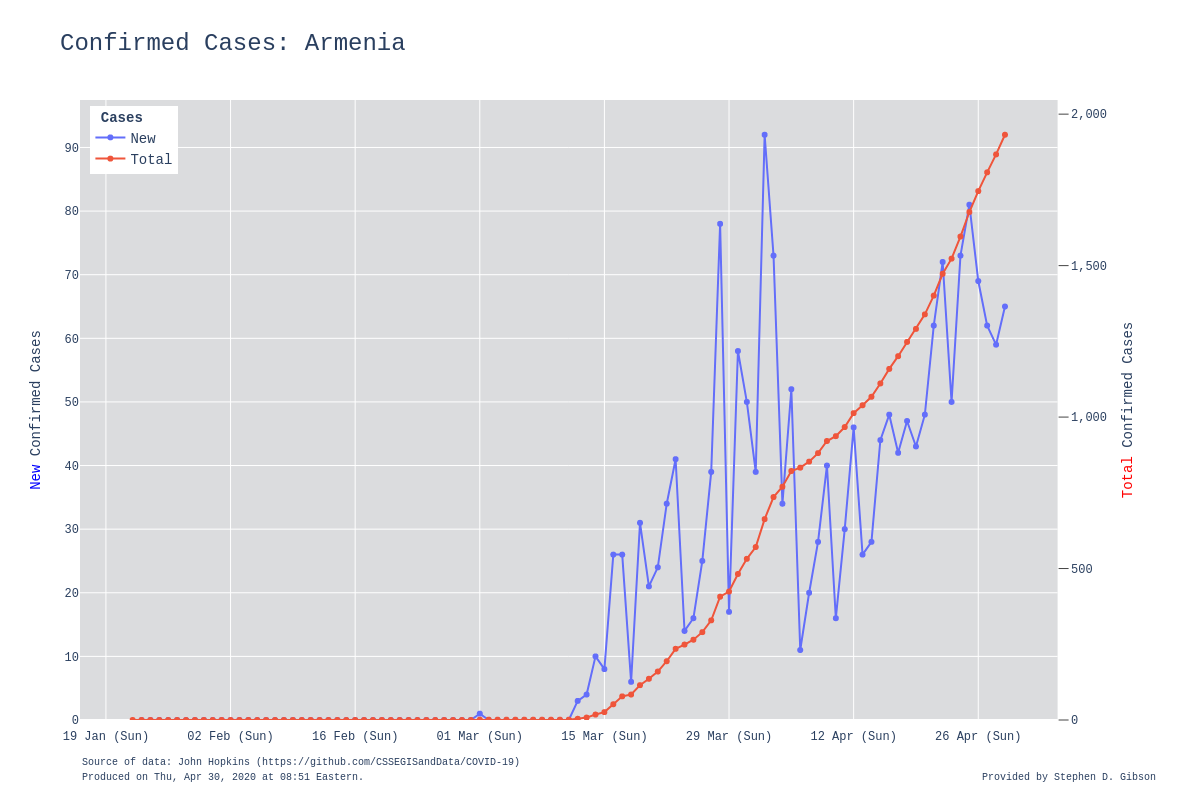 Confirmed Cases: Armenia
Cases
New
Total
90
80
70
60
50
40
30
20
10
0
2,000
1,500
1,000
500
0
New Confirmed Cases
Total Confirmed Cases
19 Jan (Sun) 02 Feb (Sun) 16 Feb (Sun) 01 Mar (Sun) 15 Mar (Sun) 29 Mar (Sun) 12 Apr (Sun) 26 Apr (Sun)
Source of data: John Hopkins (https://github.com/CSSEGISandData/COVID-19)
Produced on Thu, Apr 30, 2020 at 08:51 Eastern.
Provided by Stephen D. Gibson